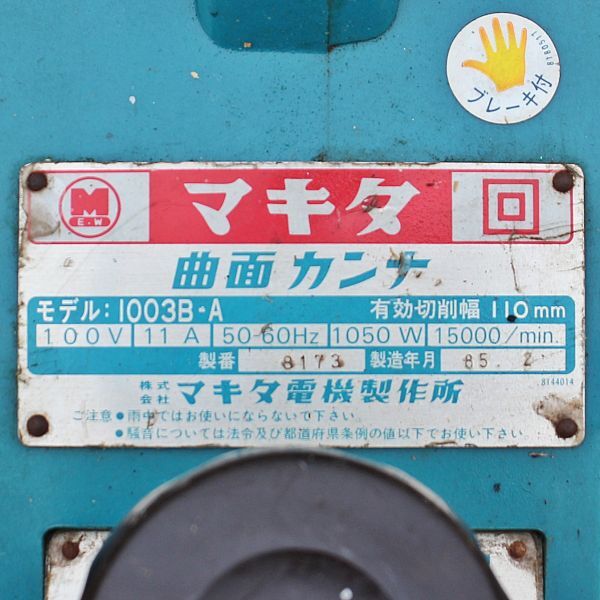 8180511
ブレーキ付
M
E.W
マキタ
曲面カンナ
モデル:1003B-A 有効切削幅 110mm
100V 11A 50-60Hz 1050W 15000/min.
製番 8173 製造年月 85. 2
株式会社 マキタ電機製作所
8144014
ご注意 ●雨中ではお使いにならないで下さい。
●騒音については法令及び都道府県条例の値以下でお使い下さい